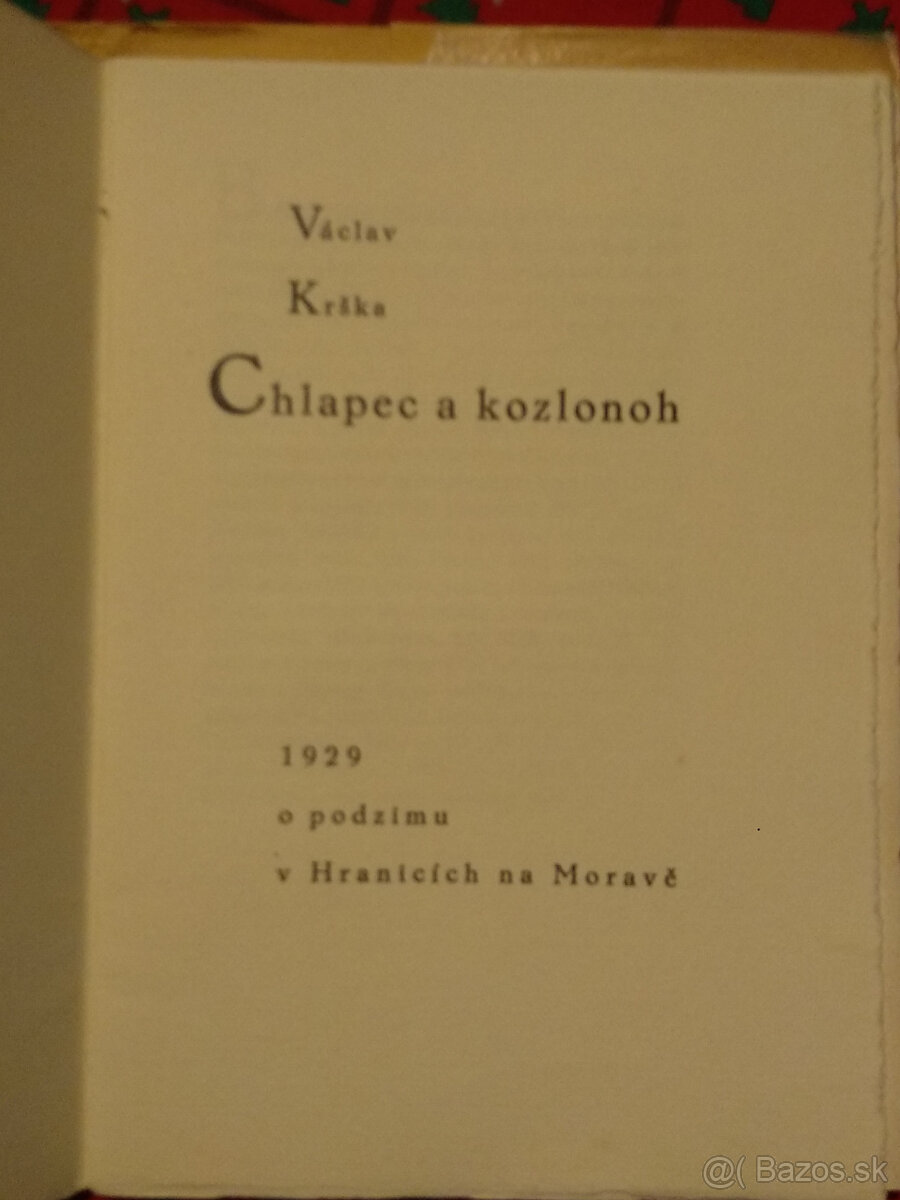 Václav
Krška
Chlapec a kozlonoh
1929
o podzimu
v Hranicích na Moravě
@( Bazos.sk